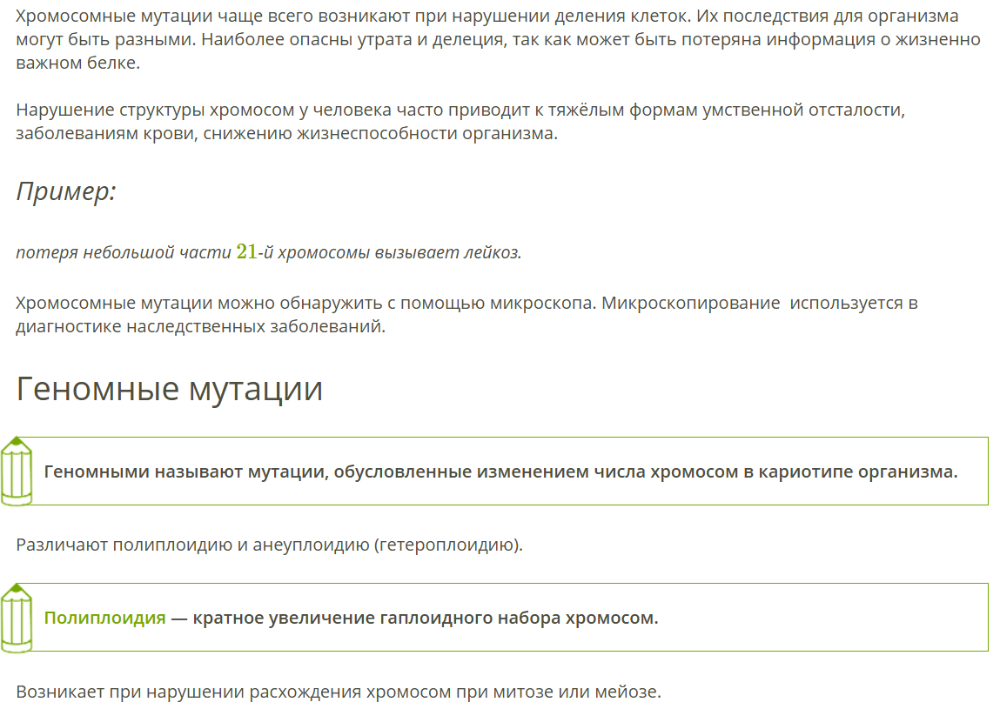 Хромосомные мутации чаще всего возникают при нарушении деления клеток. Их последствия для организма
могут быть разными. Наиболее опасны утрата и делеция, так как может быть потеряна информация о жизненно
важном белке.
Нарушение структуры хромосом у человека часто приводит к тяжёлым формам умственной отсталости,
заболеваниям крови, снижению жизнеспособности организма.
Пример:
потеря небольшой части 21-й хромосомы вызывает лейкоз.
Хромосомные мутации можно обнаружить с помощью микроскопа. Микроскопирование используется в
диагностике наследственных заболеваний.
Геномные мутации
Геномными называют мутации, обусловленные изменением числа хромосом в кариотипе организма.
Различают полиплоидию и анеуплоидию (гетероплоидию).
Полиплоидия — кратное увеличение гаплоидного набора хромосом.
Возникает при нарушении расхождения хромосом при митозе или мейозе.